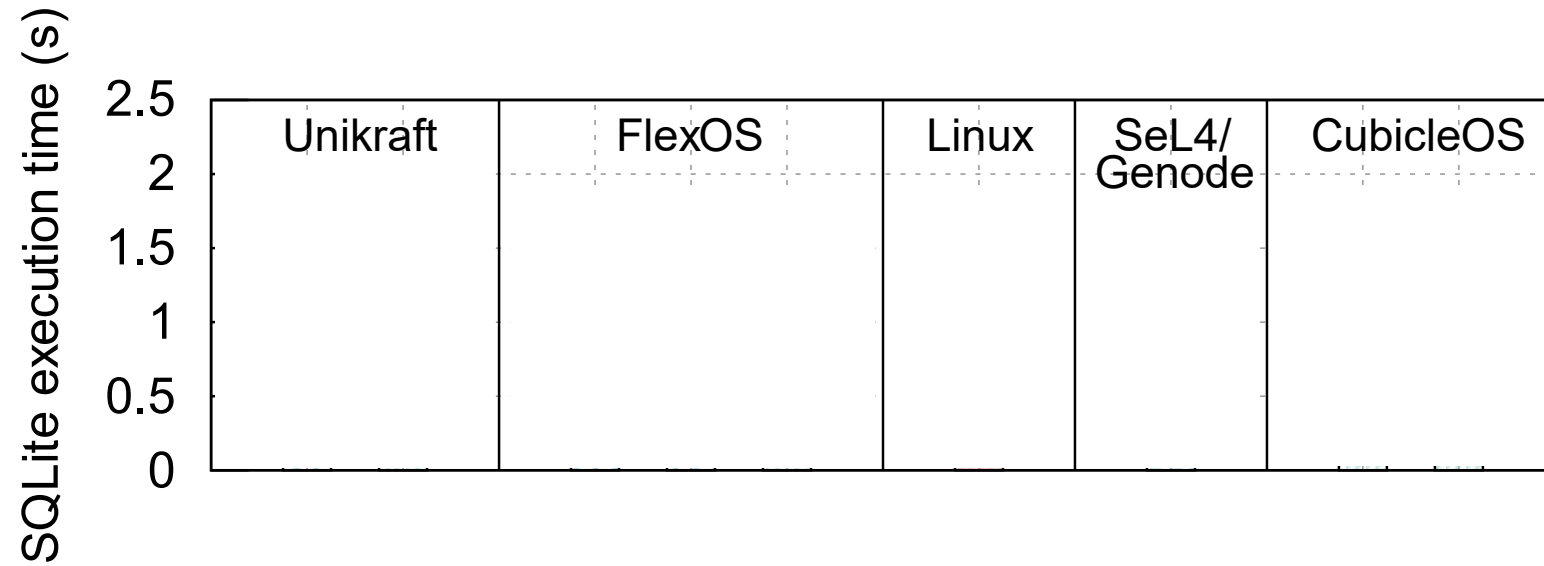 SQLite execution time (s)
2.5
2
1.5
1
0.5
0
Unikraft
FlexOS
Linux
SeL4/
Genode
CubicleOS